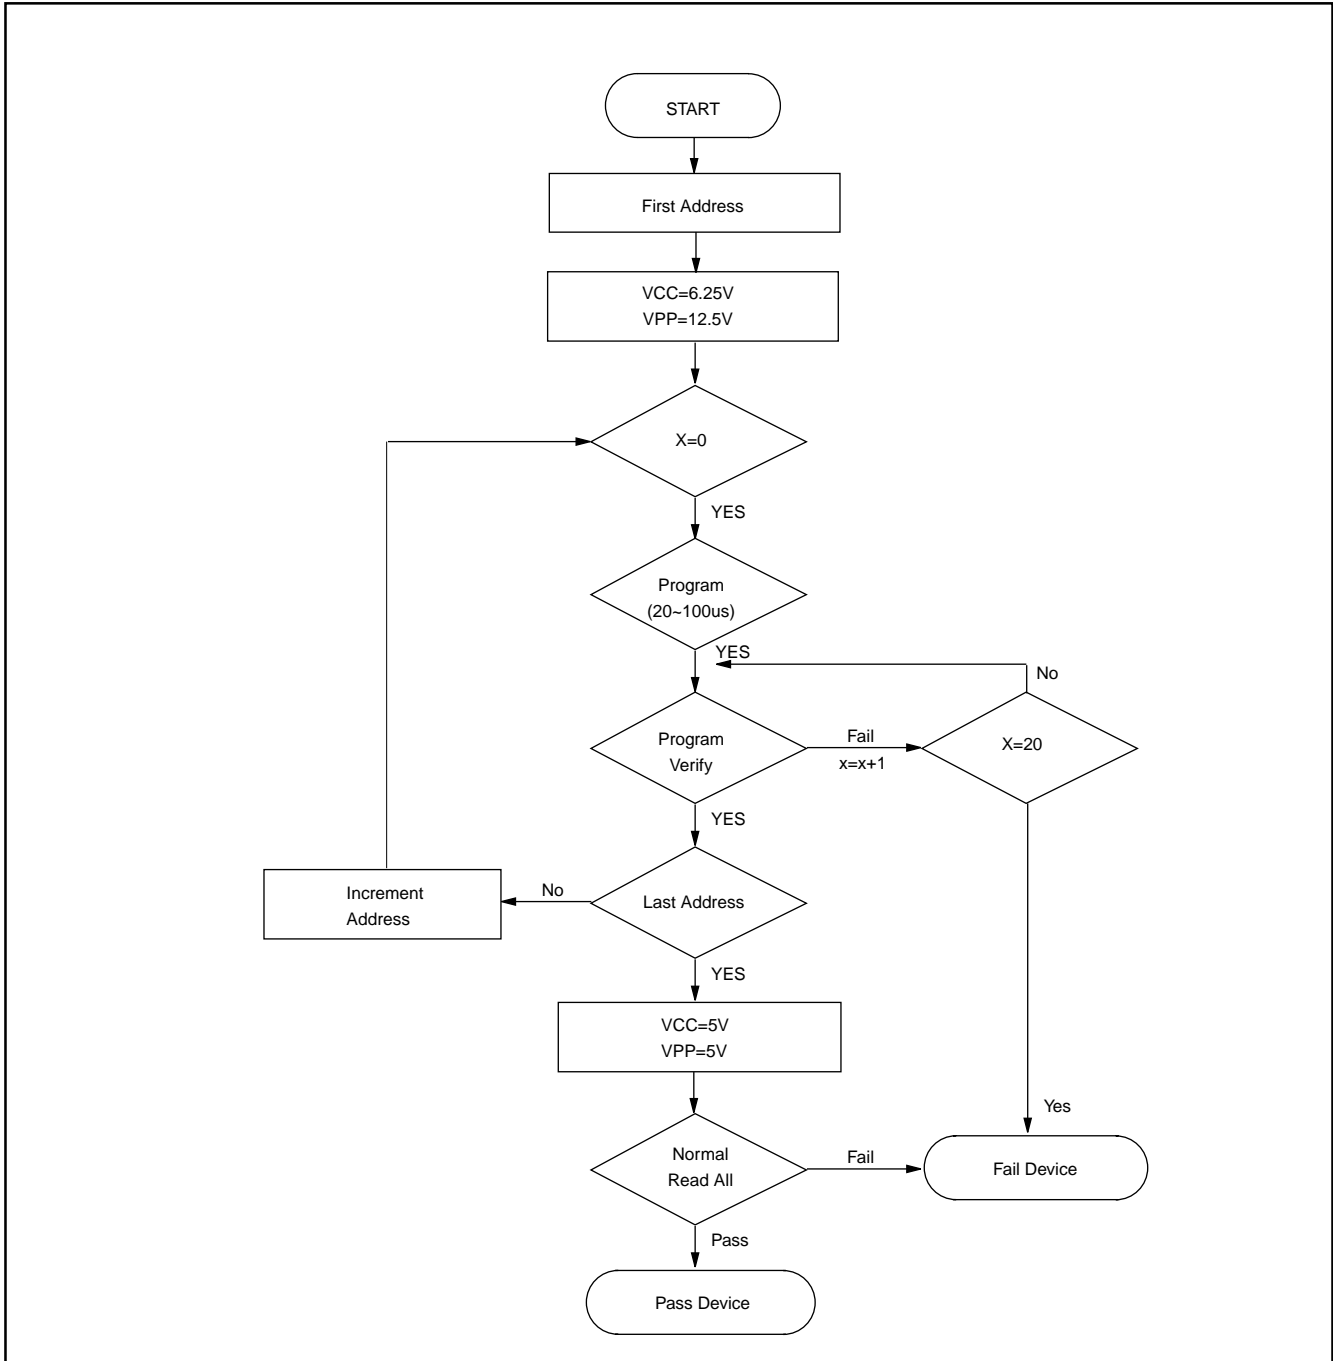 START
First Address
VCC=6.25V
VPP=12.5V
X=0
YES
Program
(20~100us)
YES
No
Program
Verify
Fail
x=x+1
X=20
YES
Increment
Address
No
Last Address
YES
VCC=5V
VPP=5V
Yes
Normal
Read All
Fail
Fail Device
Pass
Pass Device